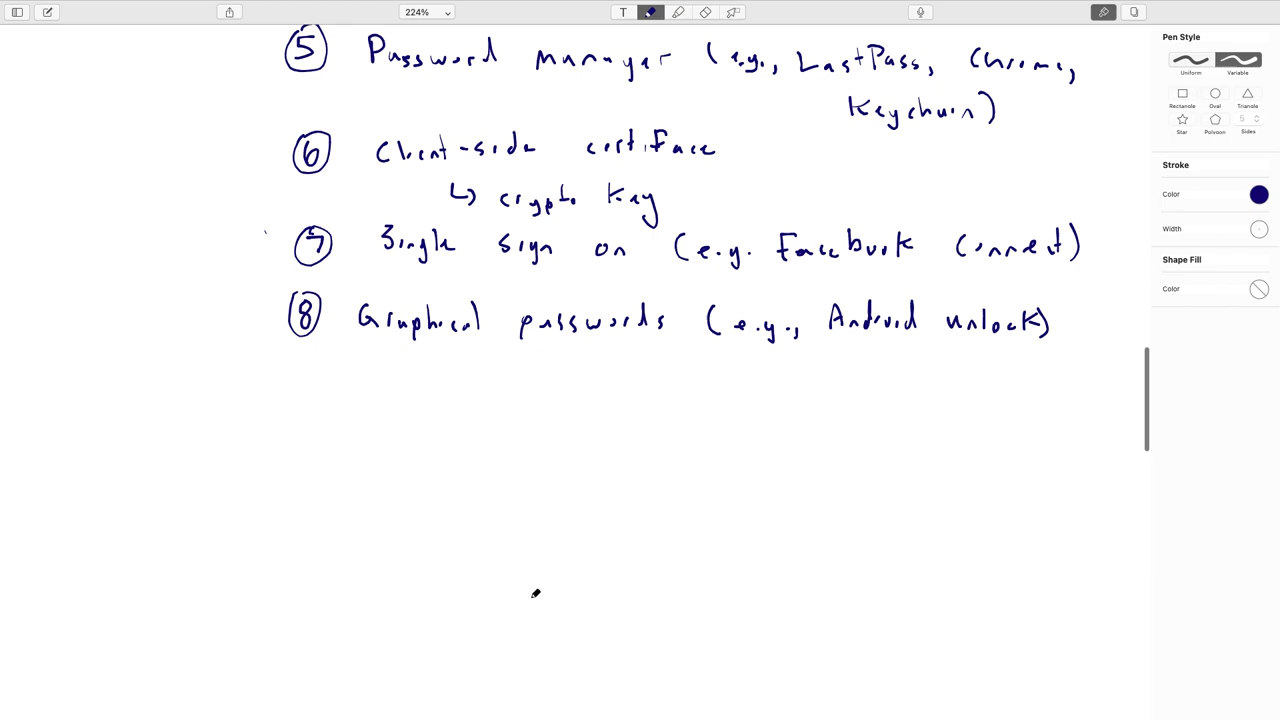 224%
T
Pen Style
Uniform
Variable
Rectangle
Oval
Triangle
Star
Polygon
5
Sides
Stroke
Color
Width
Shape Fill
Color
5 Password manager (e.g., LastPass, Chrome,
Keychain)
6 Client-side certiface
↳ crypto key
7 Single sign on (e.g. Facebook Connect)
8 Graphical passwords (e.g., Android unlock)